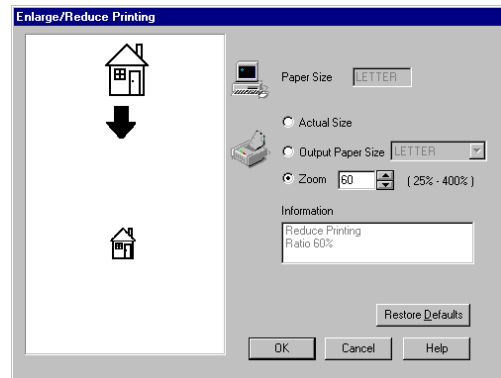 Enlarge/Reduce Printing
Paper Size LETTER
Actual Size
Output Paper Size LETTER
Zoom 60 ( 25% - 400% )
Information
Reduce Printing
Ratio 60%
Restore Defaults
OK Cancel Help